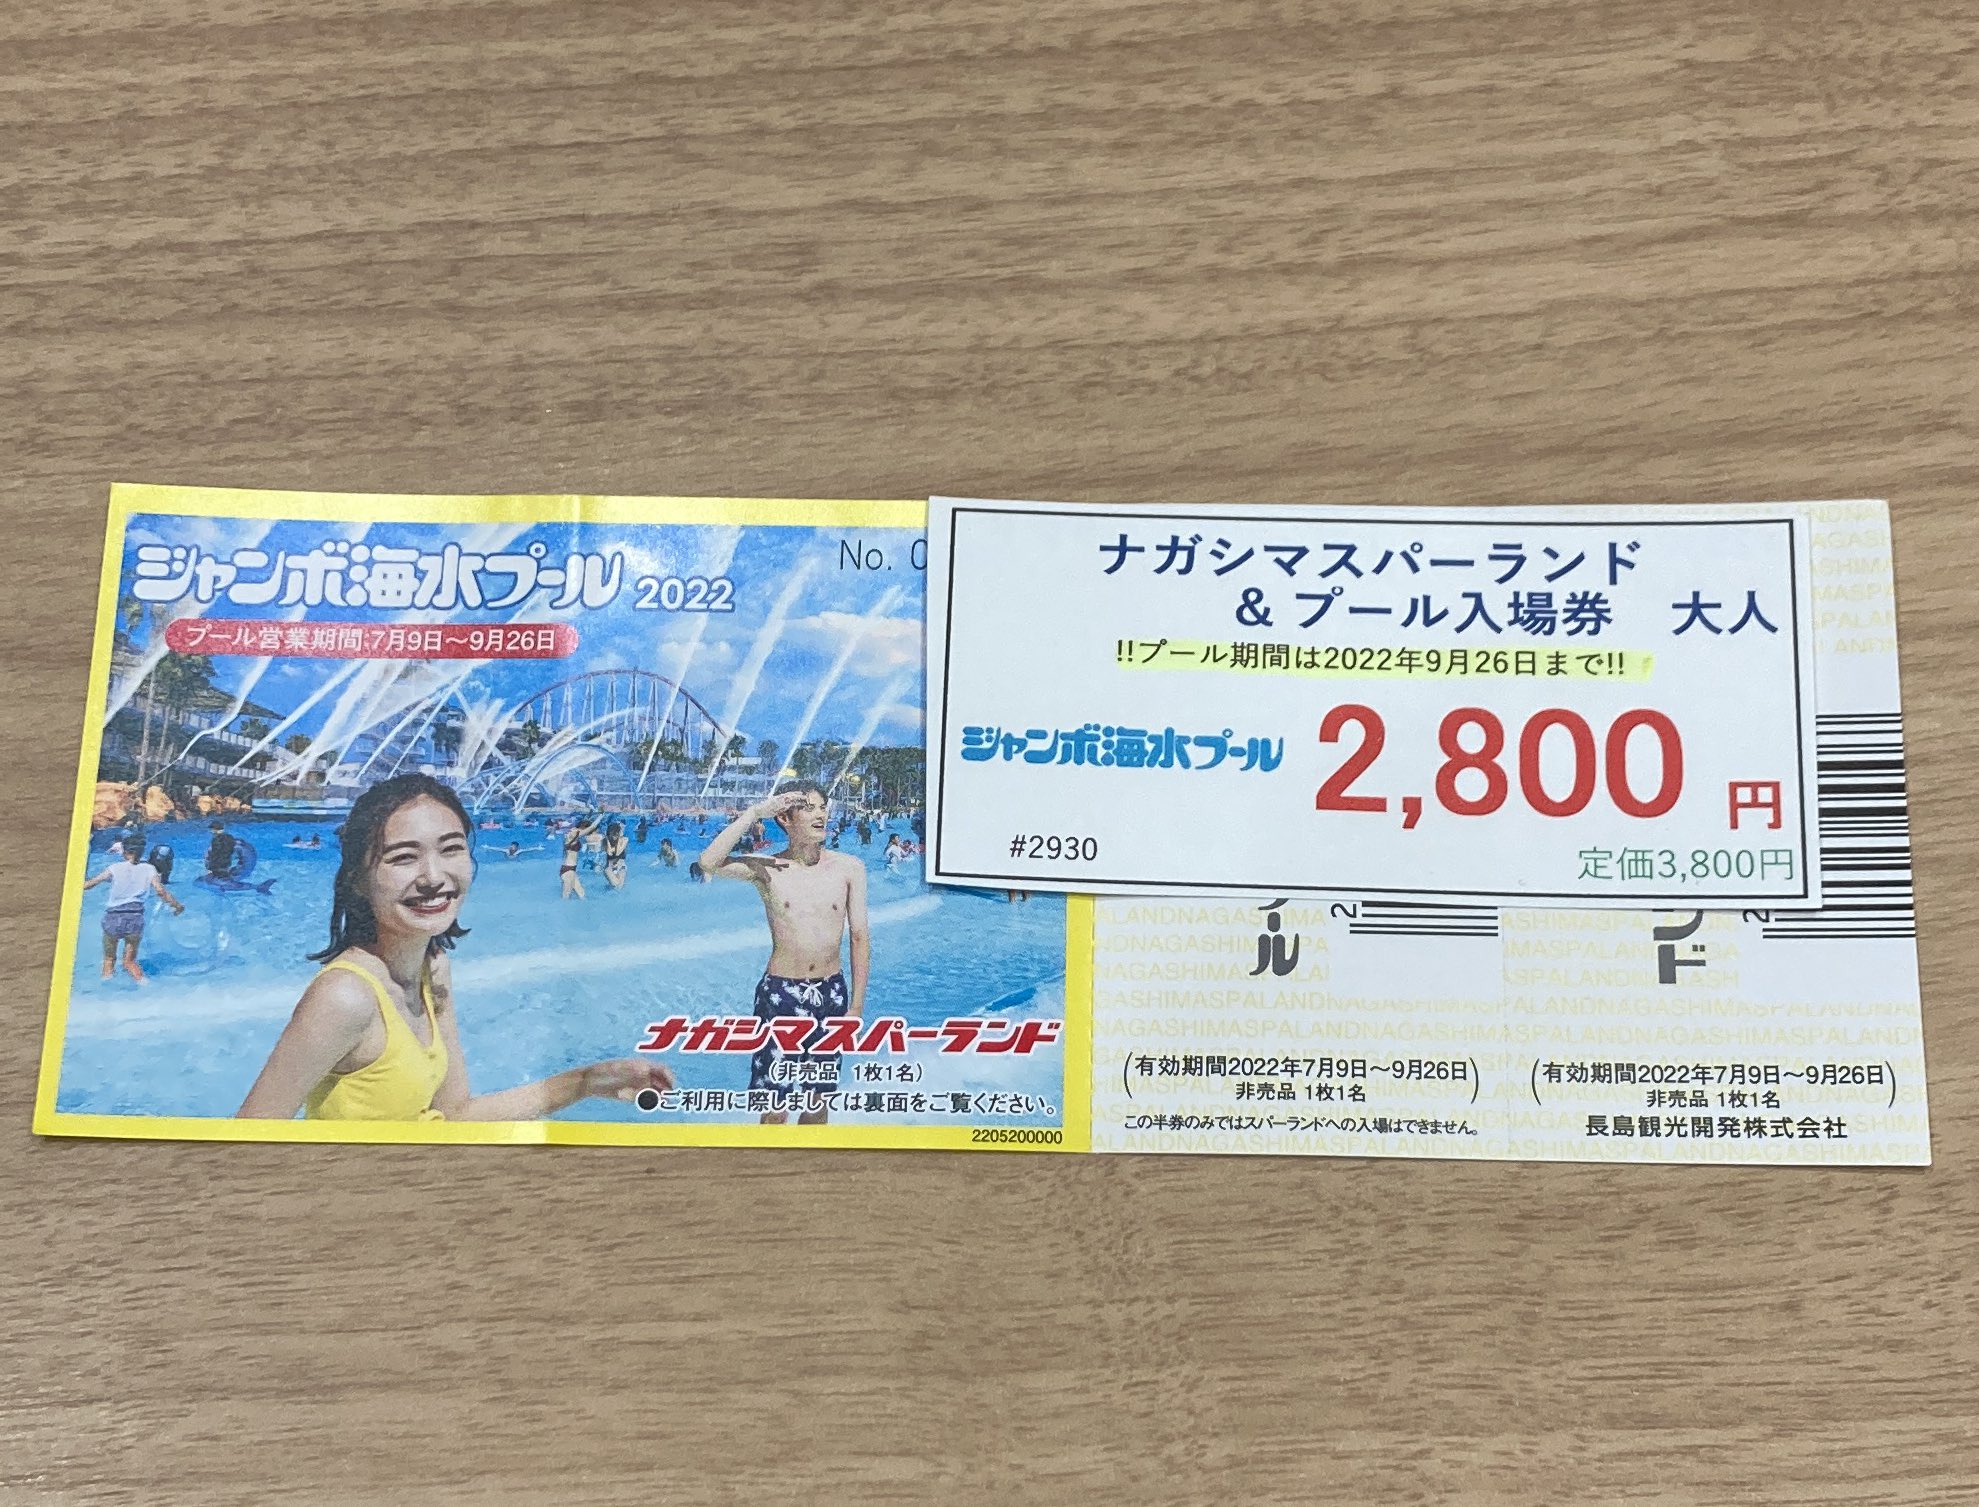 ジャンボ海水プール 2022
No. 0
プール営業期間:7月9日～9月26日
ナガシマスパーランド
(非売品 1枚1名)
●ご利用に際しましては裏面をご覧ください。
2205200000
ナガシマスパーランド
& プール入場券 大人
!!プール期間は2022年9月26日まで!!
ジャンボ海水プール 2,800 円
#2930
定価3,800円
ール
ンド
(有効期間2022年7月9日～9月26日)
非売品 1枚1名
この半券のみではスパーランドへの入場はできません。
(有効期間2022年7月9日～9月26日)
非売品 1枚1名
長島観光開発株式会社